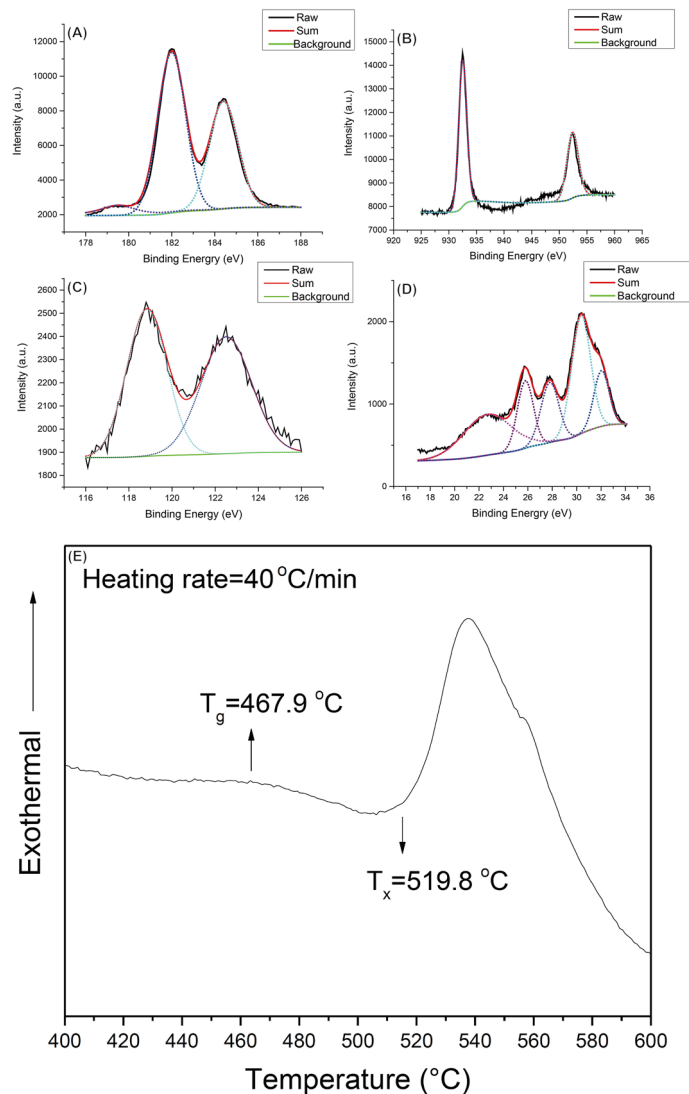 (A)
Raw
Sum
Background
12000
10000
8000
6000
4000
2000
Intensity (a.u.)
178 180 182 184 186 188
Binding Enrergy (eV)
(B)
Raw
Sum
Background
15000
14000
13000
12000
11000
10000
9000
8000
7000
Intensity (a.u.)
920 925 930 935 940 945 950 955 960 965
Binding Enrergy (eV)
(C)
Raw
Sum
Background
2600
2500
2400
2300
2200
2100
2000
1900
1800
Intensity (a.u.)
116 118 120 122 124 126
Binding Enrergy (eV)
(D)
Raw
Sum
Background
2000
1000
0
Intensity (a.u.)
16 18 20 22 24 26 28 30 32 34 36
Binding Enrergy (eV)
(E)
Heating rate=40 °C/min
Tg=467.9 °C
Tx=519.8 °C
Exothermal
400 420 440 460 480 500 520 540 560 580 600
Temperature (°C)